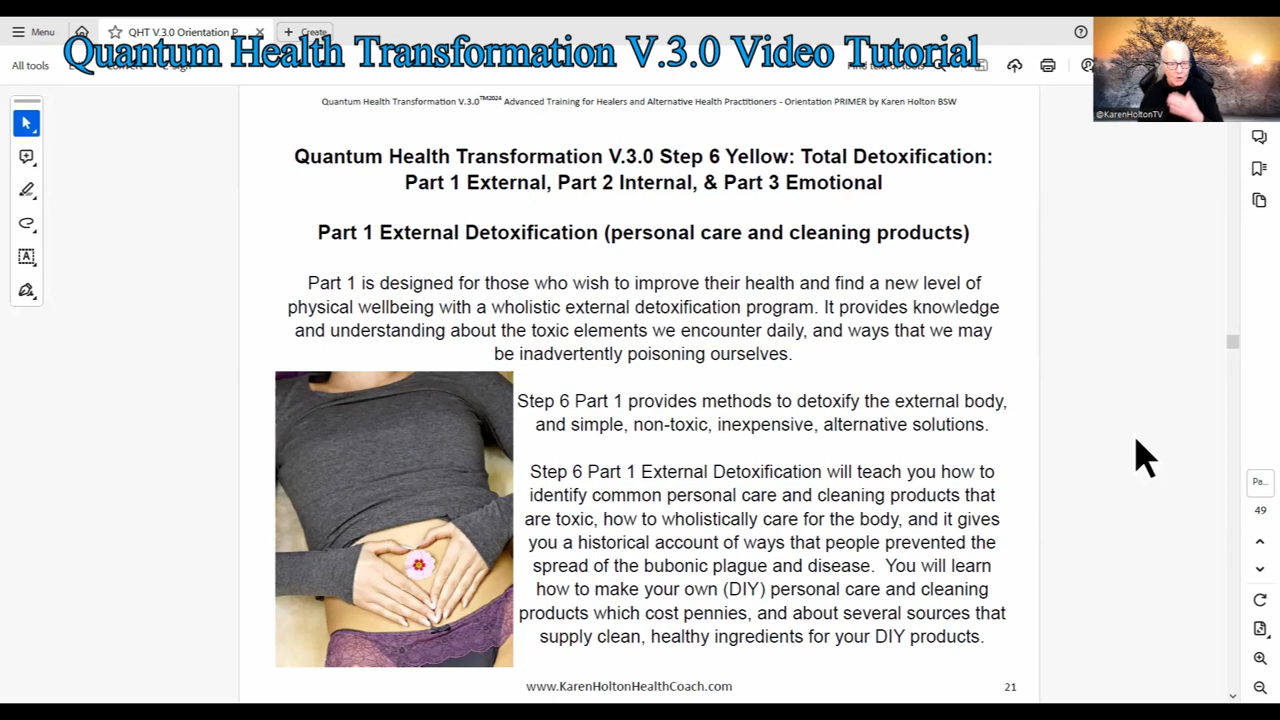 Menu
QHT V.3.0 Orientation P
Create
Quantum Health Transformation V.3.0 Video Tutorial
All tools
@KarenHoltonTV
Quantum Health Transformation V.3.0™2024 Advanced Training for Healers and Alternative Health Practitioners - Orientation PRIMER by Karen Holton BSW
Quantum Health Transformation V.3.0 Step 6 Yellow: Total Detoxification:
Part 1 External, Part 2 Internal, & Part 3 Emotional
Part 1 External Detoxification (personal care and cleaning products)
Part 1 is designed for those who wish to improve their health and find a new level of
physical wellbeing with a wholistic external detoxification program. It provides knowledge
and understanding about the toxic elements we encounter daily, and ways that we may
be inadvertently poisoning ourselves.
Step 6 Part 1 provides methods to detoxify the external body,
and simple, non-toxic, inexpensive, alternative solutions.
Step 6 Part 1 External Detoxification will teach you how to
identify common personal care and cleaning products that
are toxic, how to wholistically care for the body, and it gives
you a historical account of ways that people prevented the
spread of the bubonic plague and disease. You will learn
how to make your own (DIY) personal care and cleaning
products which cost pennies, and about several sources that
supply clean, healthy ingredients for your DIY products.
www.KarenHoltonHealthCoach.com
21
Pa...
49